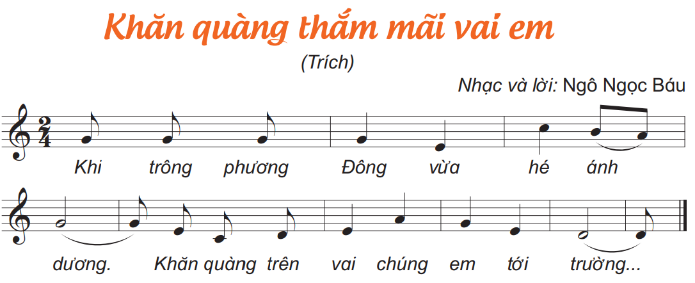 Khăn quàng thắm mãi vai em
(Trích)
Nhạc và lời: Ngô Ngọc Báu
2
4
Khi trông phương Đông vừa hé ánh
dương. Khăn quàng trên vai chúng em tới trường...